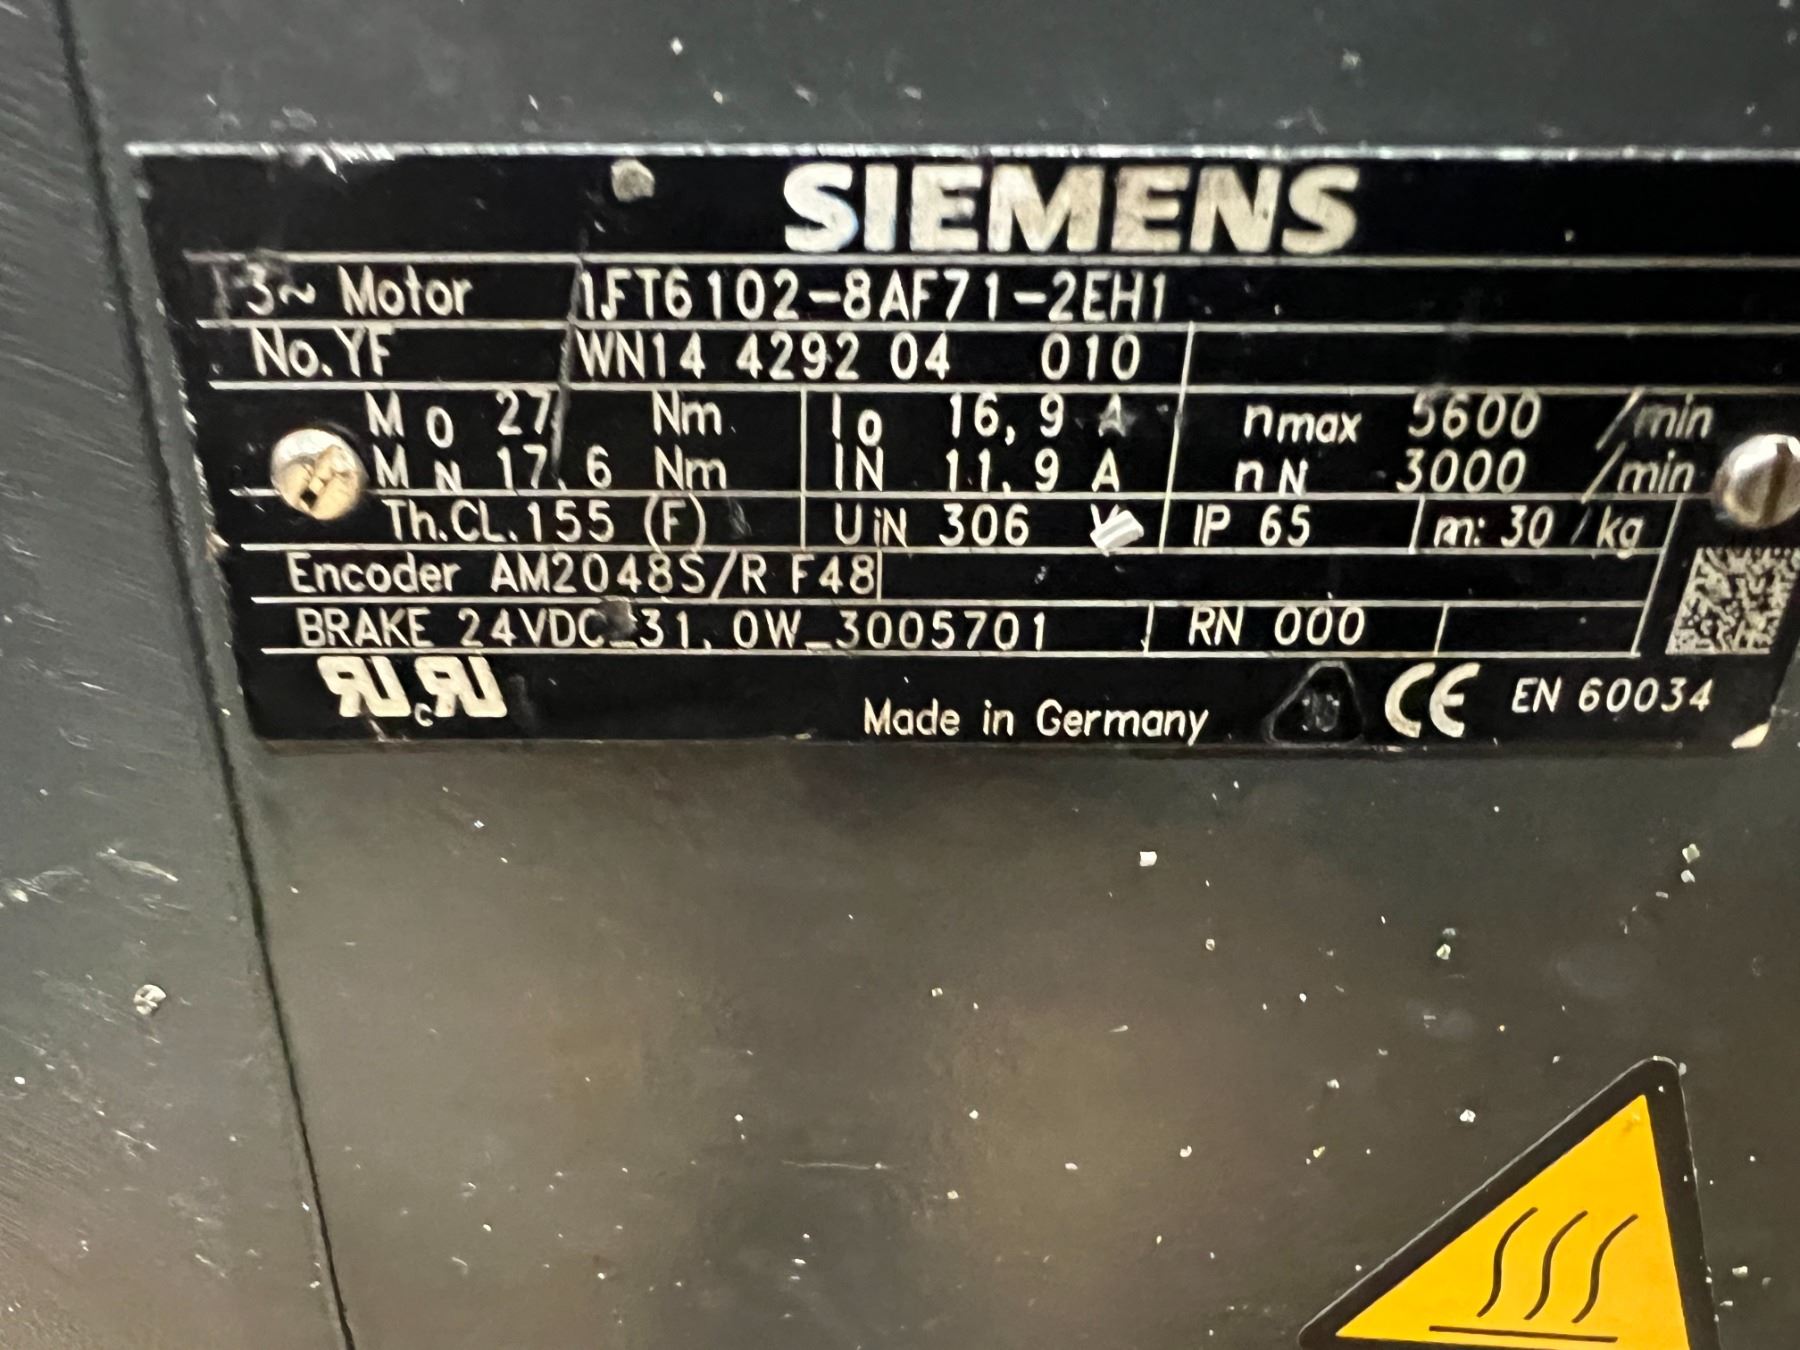 SIEMENS
3~ Motor 1FT6102-8AF71-2EH1
No. YF WN14 4292 04 010
M0 27 Nm I0 16,9 A nmax 5600 /min
MN 17,6 Nm IN 11,9 A nN 3000 /min
Th.CL.155 (F) UiN 306 V IP 65 m: 30 kg
Encoder AM2048S/R F48
BRAKE 24VDC_31,0W_3005701 RN 000
Made in Germany CE EN 60034